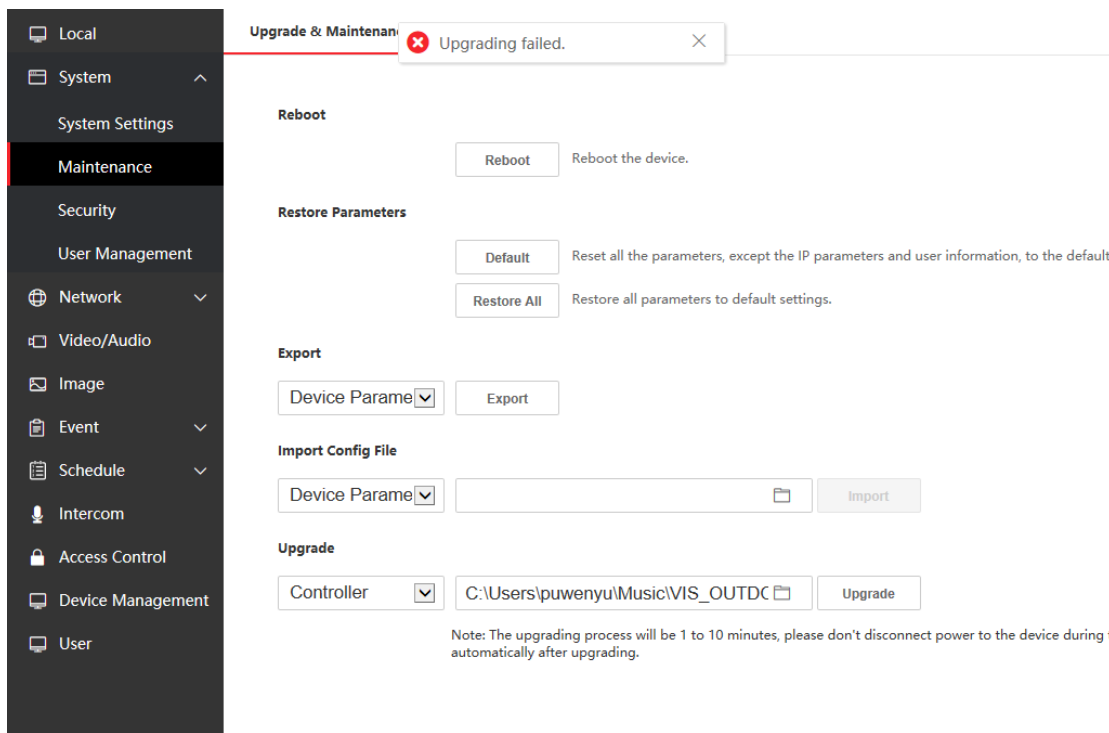 Local
System
System Settings
Maintenance
Security
User Management
Network
Video/Audio
Image
Event
Schedule
Intercom
Access Control
Device Management
User
Upgrade & Maintenan
Upgrading failed.
Reboot
Reboot Reboot the device.
Restore Parameters
Default Reset all the parameters, except the IP parameters and user information, to the default
Restore All Restore all parameters to default settings.
Export
Device Parame Export
Import Config File
Device Parame Import
Upgrade
Controller C:\Users\puwenyu\Music\VIS_OUTDC Upgrade
Note: The upgrading process will be 1 to 10 minutes, please don't disconnect power to the device during
automatically after upgrading.